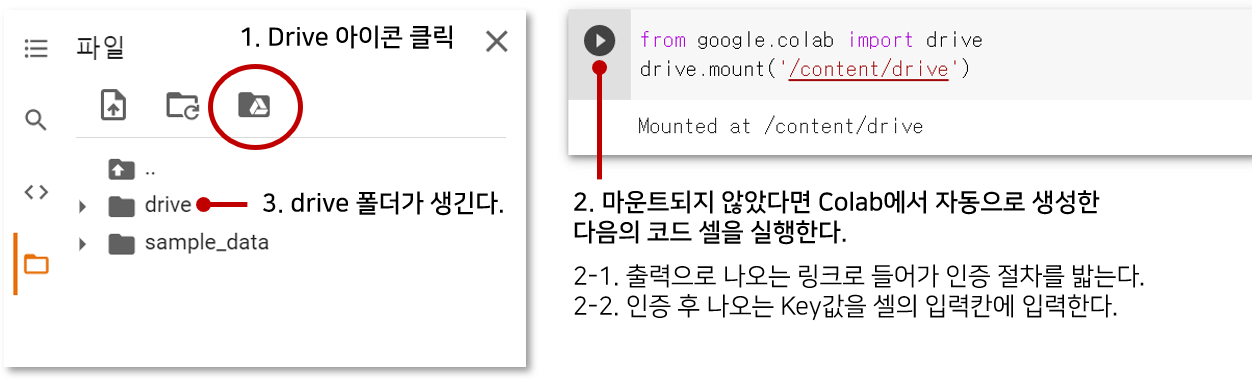 파일
1. Drive 아이콘 클릭
..
drive
3. drive 폴더가 생긴다.
sample_data
from google.colab import drive
drive.mount('/content/drive')
Mounted at /content/drive
2. 마운트되지 않았다면 Colab에서 자동으로 생성한
다음의 코드 셀을 실행한다.
2-1. 출력으로 나오는 링크로 들어가 인증 절차를 밟는다.
2-2. 인증 후 나오는 Key값을 셀의 입력칸에 입력한다.